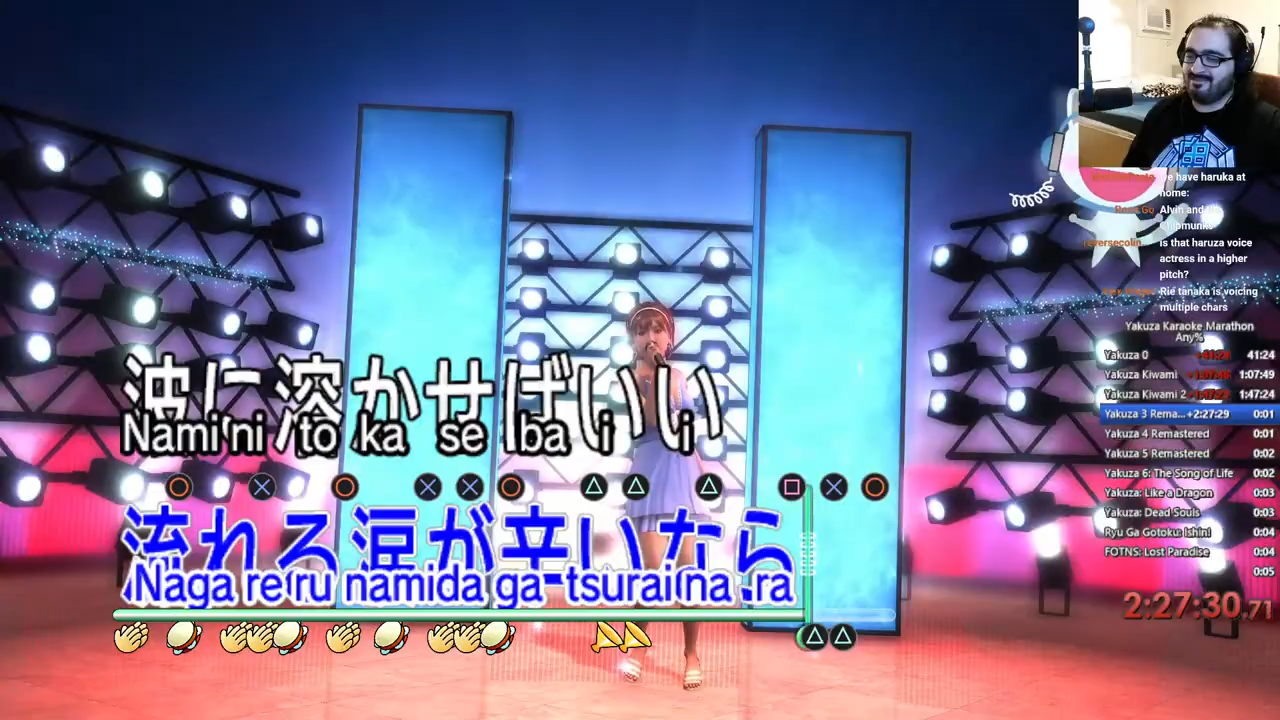 波に溶かせばいい
Nami ni to ka se ba i i
流れる涙が辛いなら
Naga re ru namida ga tsurai na ra
we have haruka at home:
Alvin and the Chipmunks
is that haruza voice actress in a higher pitch?
Rie tanaka is voicing multiple chars
Yakuza Karaoke Marathon
Any%
Yakuza 0 +41:23 41:24
Yakuza Kiwami 1:07:49
Yakuza Kiwami 2 1:47:24
Yakuza 3 Rema... +2:27:29 0:01
Yakuza 4 Remastered 0:01
Yakuza 5 Remastered 0:02
Yakuza 6: The Song of Life 0:02
Yakuza: Like a Dragon 0:03
Yakuza: Dead Souls 0:03
Ryu Ga Gotoku: Ishin! 0:04
FOTNS: Lost Paradise 0:04
0:05
2:27:30.71